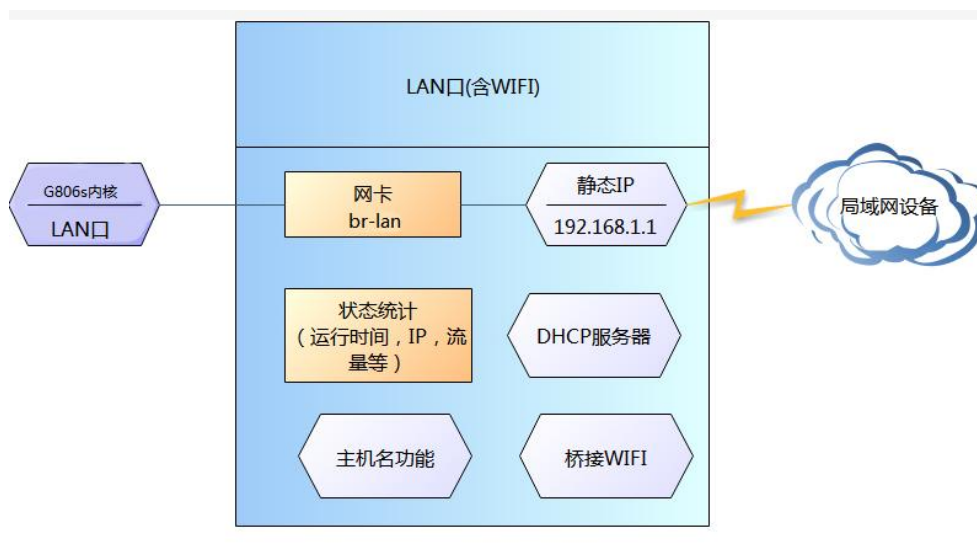 LAN口(含WIFI)
G806s内核
LAN口
网卡
br-lan
静态IP
192.168.1.1
局域网设备
状态统计
（运行时间，IP，流
量等）
DHCP服务器
主机名功能
桥接WIFI